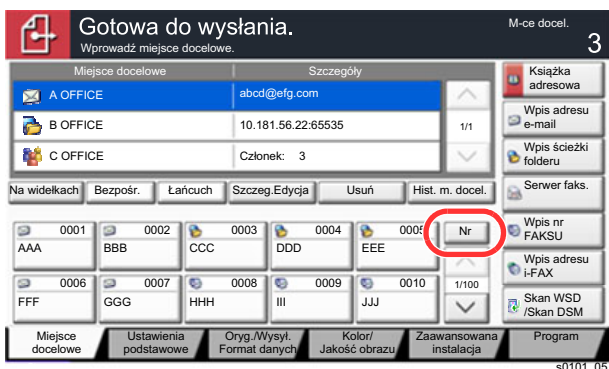 Gotowa do wysłania.
Wprowadź miejsce docelowe.
M-ce docel.
3
Miejsce docelowe Szczegóły
A OFFICE abcd@efg.com
B OFFICE 10.181.56.22:65535
1/1
C OFFICE Członek: 3
Na widełkach Bezpośr. Łańcuch Szczeg.Edycja Usuń Hist. m. docel.
0001 0002 0003 0004 0005 Nr
AAA BBB CCC DDD EEE
0006 0007 0008 0009 0010 1/100
FFF GGG HHH III JJJ
Książka
adresowa
Wpis adresu
e-mail
Wpis ścieżki
folderu
Serwer faks.
Wpis nr
FAKSU
Wpis adresu
i-FAX
Skan WSD
/Skan DSM
Miejsce
docelowe
Ustawienia
podstawowe
Oryg./Wysył.
Format danych
Kolor/
Jakość obrazu
Zaawansowana
instalacja
Program